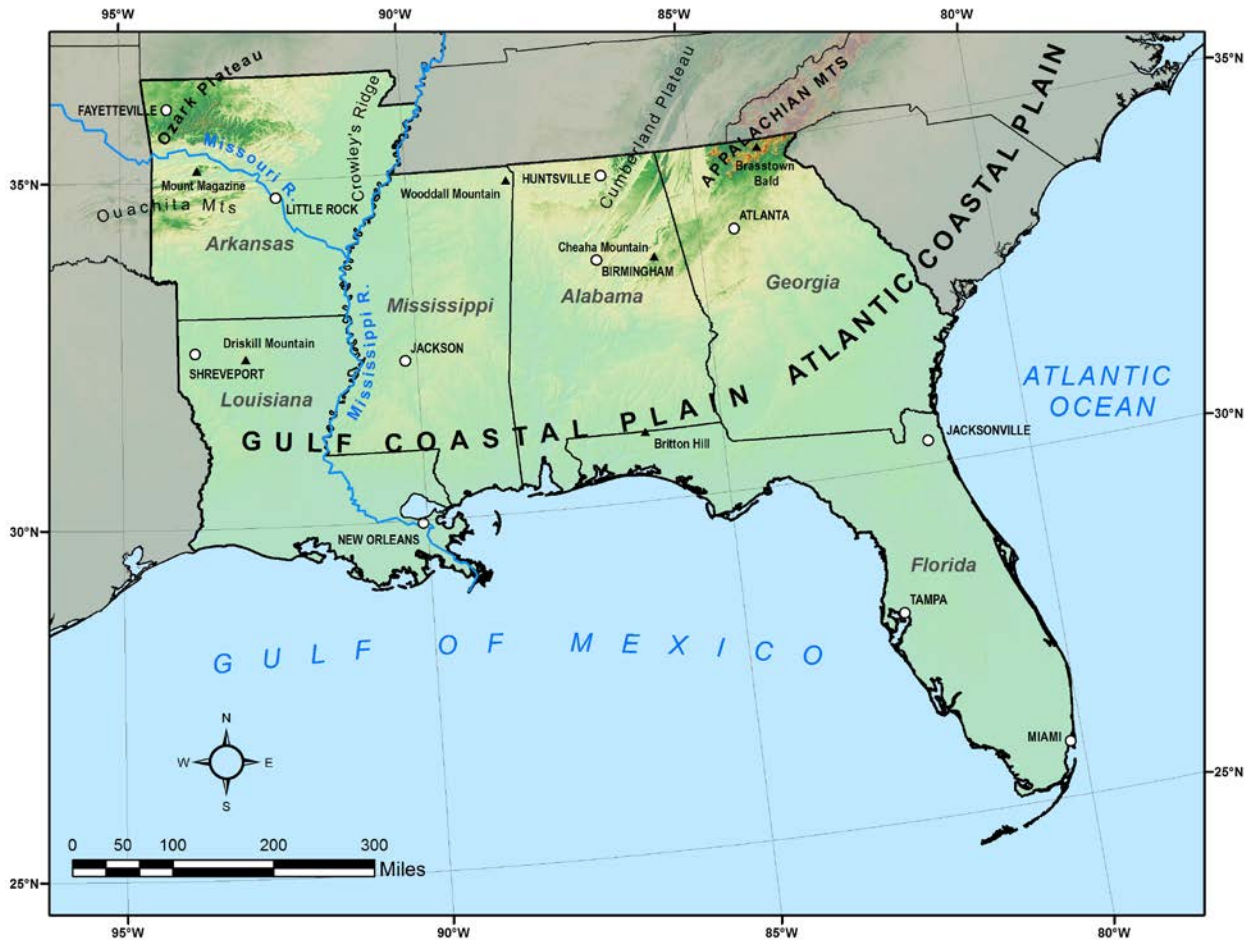 95°W
90°W
85°W
80°W
35°N
Ozark Plateau
FAYETTEVILLE
Missouri R.
Crowley's Ridge
Cumberland Plateau
APPALACHIAN MTS
COASTAL PLAIN
35°N
Mount Magazine
Ouachita Mts
LITTLE ROCK
Arkansas
Wooddall Mountain
HUNTSVILLE
Brasstown
Bald
ATLANTA
Cheaha Mountain
BIRMINGHAM
Alabama
Georgia
Mississippi
Mississippi R.
JACKSON
Driskill Mountain
SHREVEPORT
Louisiana
GULF COASTAL PLAIN
ATLANTIC COASTAL PLAIN
ATLANTIC
OCEAN
30°N
Britton Hill
JACKSONVILLE
30°N
NEW ORLEANS
Florida
TAMPA
GULF OF MEXICO
MIAMI
25°N
N
W
E
S
0 50 100 200 300
Miles
25°N
95°W
90°W
85°W
80°W